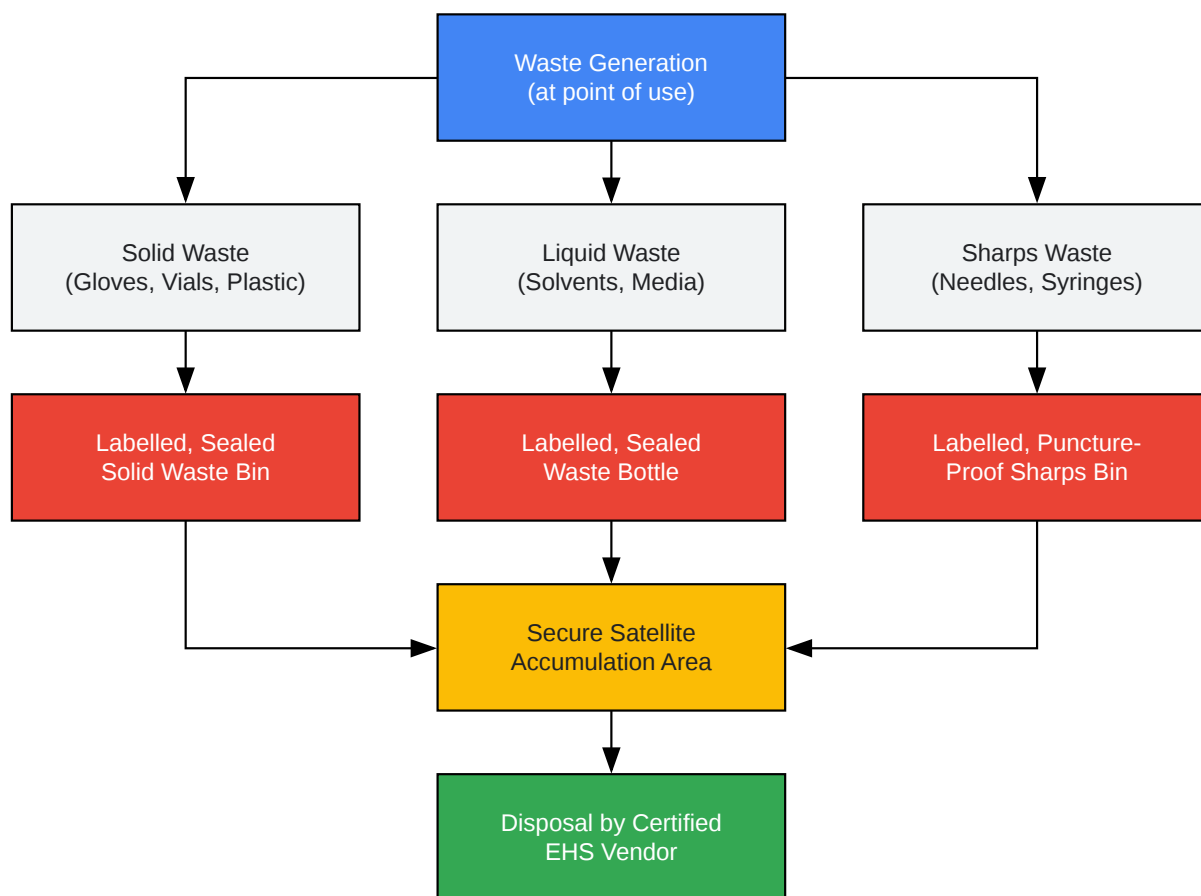 Waste Generation
(at point of use)
Solid Waste
(Gloves, Vials, Plastic)
Liquid Waste
(Solvents, Media)
Sharps Waste
(Needles, Syringes)
Labelled, Sealed
Solid Waste Bin
Labelled, Sealed
Waste Bottle
Labelled, Puncture-
Proof Sharps Bin
Secure Satellite
Accumulation Area
Disposal by Certified
EHS Vendor